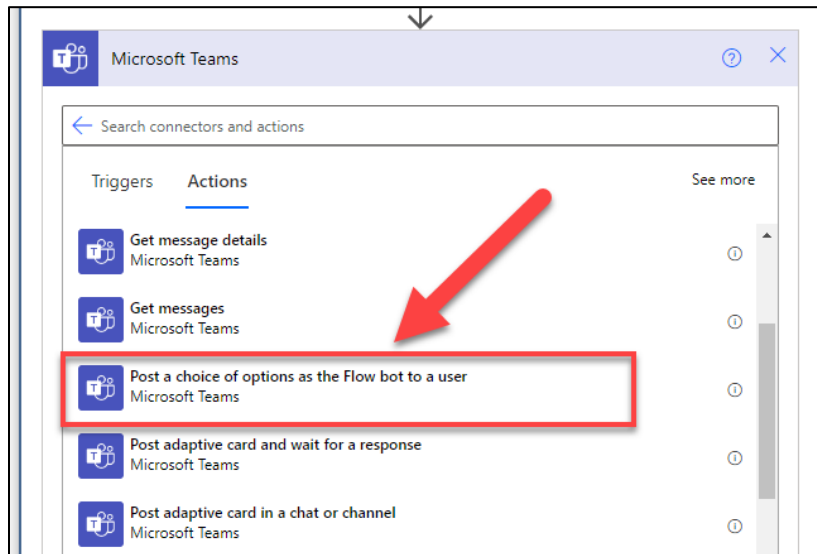 Microsoft Teams
Search connectors and actions
Triggers Actions See more
Get message details
Microsoft Teams
Get messages
Microsoft Teams
Post a choice of options as the Flow bot to a user
Microsoft Teams
Post adaptive card and wait for a response
Microsoft Teams
Post adaptive card in a chat or channel
Microsoft Teams